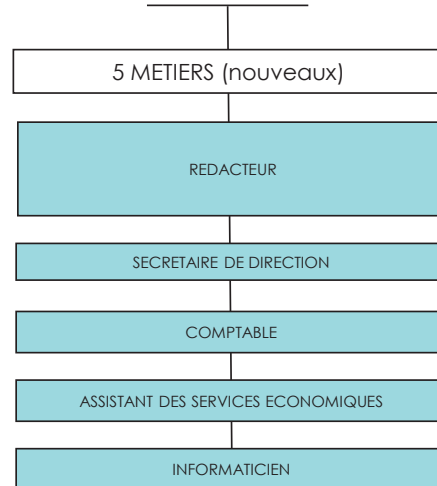 5 METIERS (nouveaux)
REDACTEUR
SECRETAIRE DE DIRECTION
COMPTABLE
ASSISTANT DES SERVICES ECONOMIQUES
INFORMATICIEN